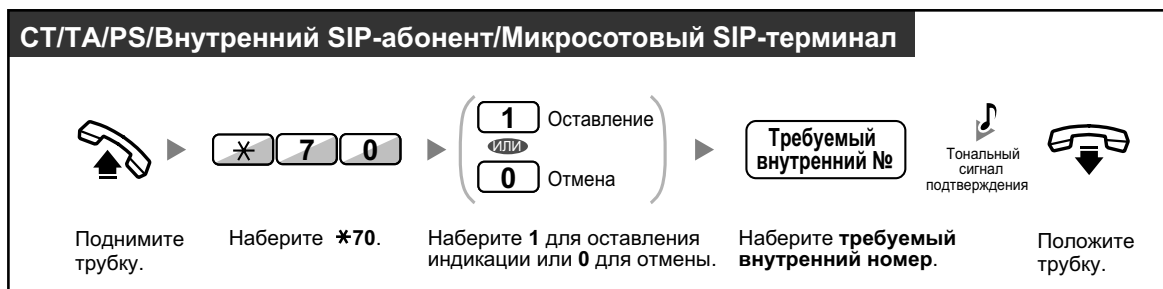 СТ/TA/PS/Внутренний SIP-абонент/Микросотовый SIP-терминал
1 Оставление
✳ 7 0
ИЛИ
0 Отмена
Требуемый
внутренний №
Тональный
сигнал
подтверждения
Поднимите
трубку.
Наберите ✳70.
Наберите 1 для оставления
индикации или 0 для отмены.
Наберите требуемый
внутренний номер.
Положите
трубку.